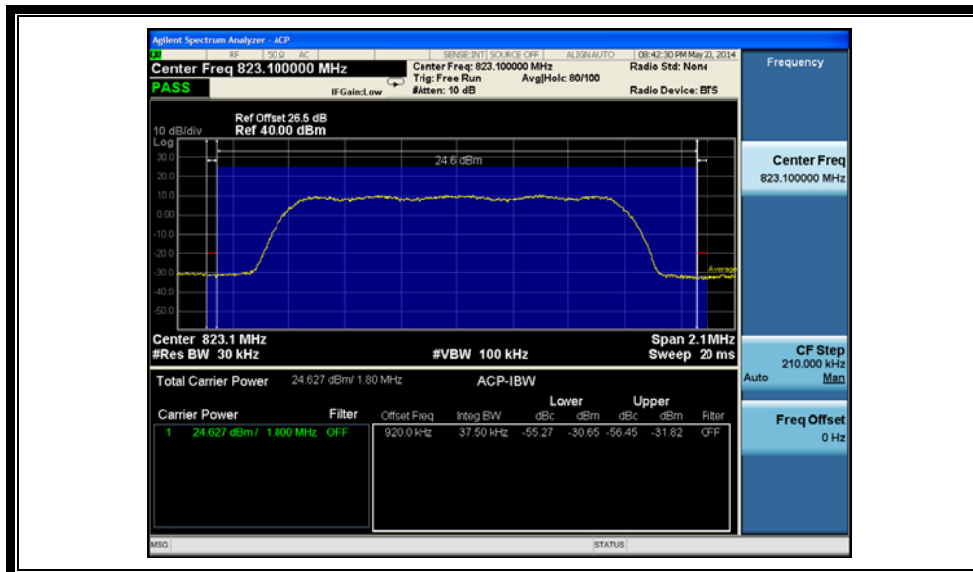 Agilent Spectrum Analyzer - ACP
RF 50 Ω AC SENSE:INT SOURCE OFF ALIGN AUTO 08:42:30 PM May 20, 2014
Center Freq 823.100000 MHz
Center Freq: 823.100000 MHz
Radio Std: None
Trig: Free Run Avg|Hold: 80/100
PASS IFGain:Low #Atten: 10 dB Radio Device: BTS
Ref Offset 26.5 dB
10 dB/div Ref 40.00 dBm
Log
30.0
24.6 dBm
20.0
10.0
0.00
-10.0
-20.0
Average
-30.0
-40.0
-50.0
Center 823.1 MHz Span 2.1 MHz
#Res BW 30 kHz #VBW 100 kHz Sweep 20 ms
Total Carrier Power 24.627 dBm/ 1.80 MHz ACP-IBW
Lower Upper
Carrier Power Filter Offset Freq Integ BW dBc dBm dBc dBm Filter
1 24.627 dBm / 1.800 MHz OFF 920.0 kHz 37.50 kHz -55.27 -30.65 -56.45 -31.82 OFF
MSG STATUS
Frequency
Center Freq
823.100000 MHz
CF Step
210.000 kHz
Auto Man
Freq Offset
0 Hz